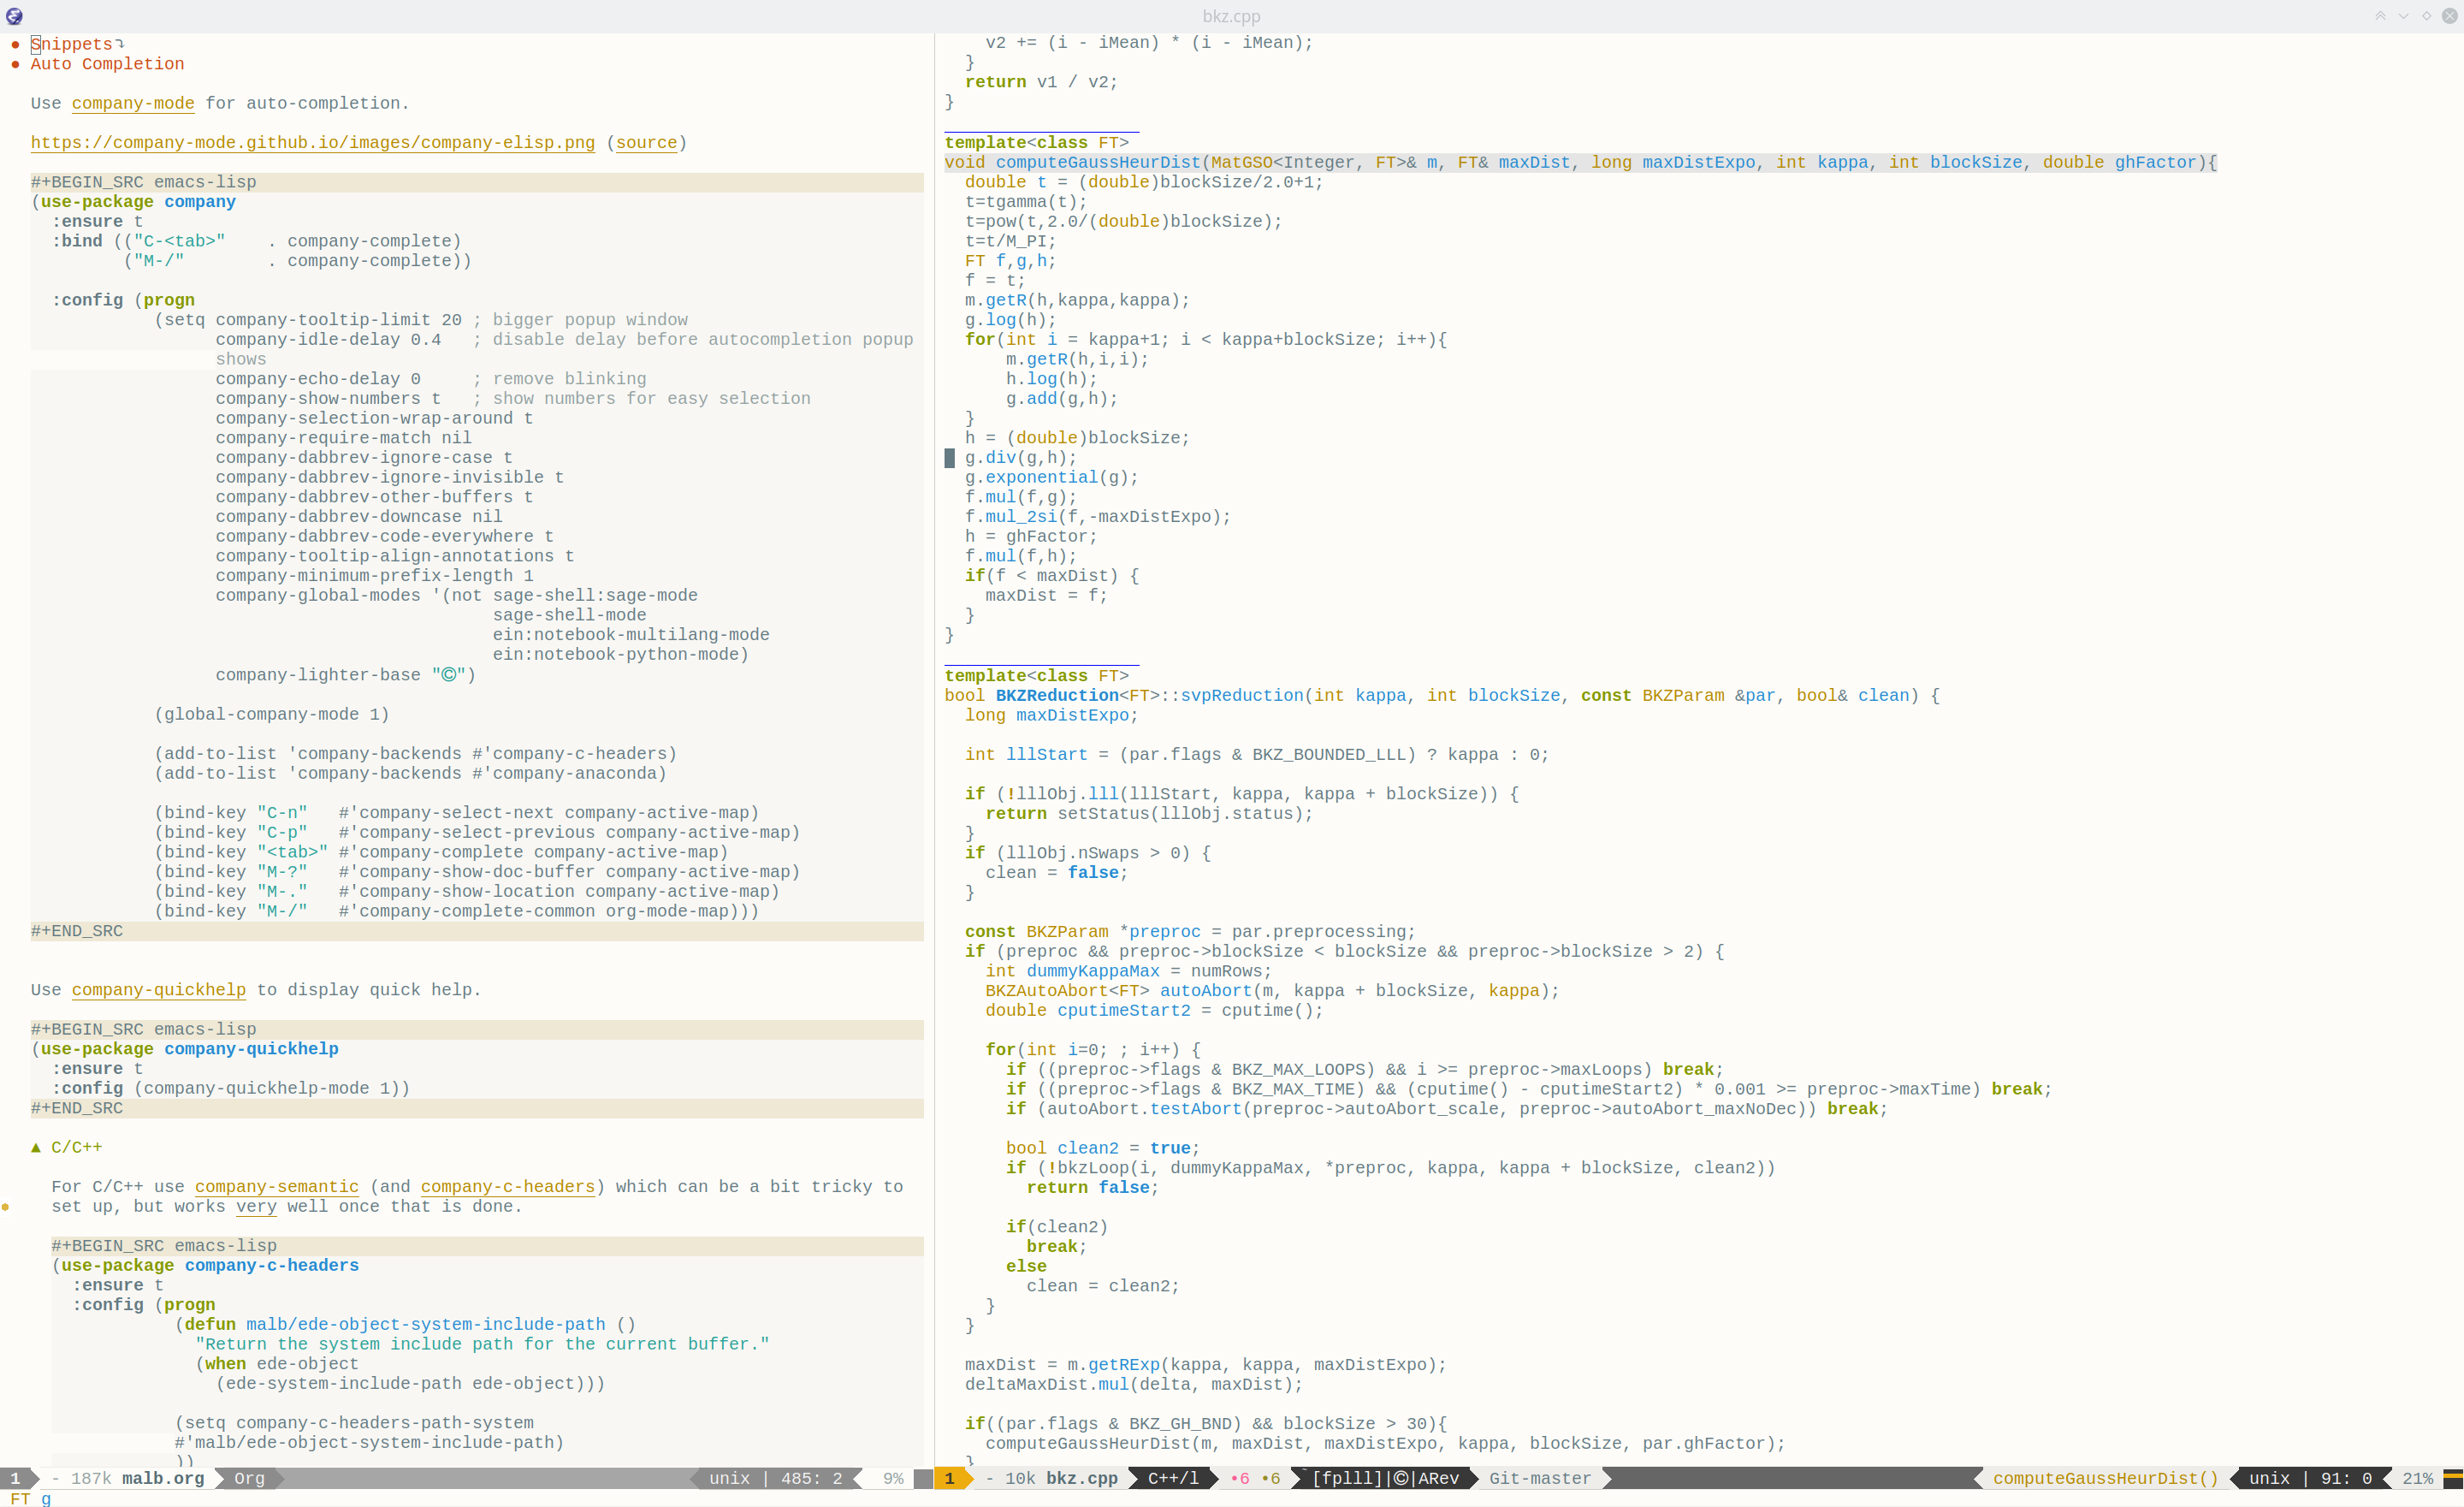 bkz.cpp
● Snippets⤵
● Auto Completion
Use company-mode for auto-completion.
https://company-mode.github.io/images/company-elisp.png (source)
#+BEGIN_SRC emacs-lisp
(use-package company
  :ensure t
  :bind (("C-<tab>"    . company-complete)
         ("M-/"        . company-complete))
  :config (progn
            (setq company-tooltip-limit 20 ; bigger popup window
                  company-idle-delay 0.4   ; disable delay before autocompletion popup
                  shows
                  company-echo-delay 0     ; remove blinking
                  company-show-numbers t   ; show numbers for easy selection
                  company-selection-wrap-around t
                  company-require-match nil
                  company-dabbrev-ignore-case t
                  company-dabbrev-ignore-invisible t
                  company-dabbrev-other-buffers t
                  company-dabbrev-downcase nil
                  company-dabbrev-code-everywhere t
                  company-tooltip-align-annotations t
                  company-minimum-prefix-length 1
                  company-global-modes '(not sage-shell:sage-mode
                                             sage-shell-mode
                                             ein:notebook-multilang-mode
                                             ein:notebook-python-mode)
                  company-lighter-base "©")
            (global-company-mode 1)
            (add-to-list 'company-backends #'company-c-headers)
            (add-to-list 'company-backends #'company-anaconda)
            (bind-key "C-n"   #'company-select-next company-active-map)
            (bind-key "C-p"   #'company-select-previous company-active-map)
            (bind-key "<tab>" #'company-complete company-active-map)
            (bind-key "M-?"   #'company-show-doc-buffer company-active-map)
            (bind-key "M-."   #'company-show-location company-active-map)
            (bind-key "M-/"   #'company-complete-common org-mode-map)))
#+END_SRC
Use company-quickhelp to display quick help.
#+BEGIN_SRC emacs-lisp
(use-package company-quickhelp
  :ensure t
  :config (company-quickhelp-mode 1))
#+END_SRC
▲ C/C++
For C/C++ use company-semantic (and company-c-headers) which can be a bit tricky to
set up, but works very well once that is done.
#+BEGIN_SRC emacs-lisp
(use-package company-c-headers
  :ensure t
  :config (progn
            (defun malb/ede-object-system-include-path ()
              "Return the system include path for the current buffer."
              (when ede-object
                (ede-system-include-path ede-object)))
            (setq company-c-headers-path-system
            #'malb/ede-object-system-include-path)
            ))
1 - 187k malb.org Org unix | 485: 2 9%
FT g
    v2 += (i - iMean) * (i - iMean);
  }
  return v1 / v2;
}
template<class FT>
void computeGaussHeurDist(MatGSO<Integer, FT>& m, FT& maxDist, long maxDistExpo, int kappa, int blockSize, double ghFactor){
  double t = (double)blockSize/2.0+1;
  t=tgamma(t);
  t=pow(t,2.0/(double)blockSize);
  t=t/M_PI;
  FT f,g,h;
  f = t;
  m.getR(h,kappa,kappa);
  g.log(h);
  for(int i = kappa+1; i < kappa+blockSize; i++){
      m.getR(h,i,i);
      h.log(h);
      g.add(g,h);
  }
  h = (double)blockSize;
  g.div(g,h);
  g.exponential(g);
  f.mul(f,g);
  f.mul_2si(f,-maxDistExpo);
  h = ghFactor;
  f.mul(f,h);
  if(f < maxDist) {
    maxDist = f;
  }
}
template<class FT>
bool BKZReduction<FT>::svpReduction(int kappa, int blockSize, const BKZParam &par, bool& clean) {
  long maxDistExpo;
  int lllStart = (par.flags & BKZ_BOUNDED_LLL) ? kappa : 0;
  if (!lllObj.lll(lllStart, kappa, kappa + blockSize)) {
    return setStatus(lllObj.status);
  }
  if (lllObj.nSwaps > 0) {
    clean = false;
  }
  const BKZParam *preproc = par.preprocessing;
  if (preproc && preproc->blockSize < blockSize && preproc->blockSize > 2) {
    int dummyKappaMax = numRows;
    BKZAutoAbort<FT> autoAbort(m, kappa + blockSize, kappa);
    double cputimeStart2 = cputime();
    for(int i=0; ; i++) {
      if ((preproc->flags & BKZ_MAX_LOOPS) && i >= preproc->maxLoops) break;
      if ((preproc->flags & BKZ_MAX_TIME) && (cputime() - cputimeStart2) * 0.001 >= preproc->maxTime) break;
      if (autoAbort.testAbort(preproc->autoAbort_scale, preproc->autoAbort_maxNoDec)) break;
      bool clean2 = true;
      if (!bkzLoop(i, dummyKappaMax, *preproc, kappa, kappa + blockSize, clean2))
        return false;
      if(clean2)
        break;
      else
        clean = clean2;
    }
  }
  maxDist = m.getRExp(kappa, kappa, maxDistExpo);
  deltaMaxDist.mul(delta, maxDist);
  if((par.flags & BKZ_GH_BND) && blockSize > 30){
    computeGaussHeurDist(m, maxDist, maxDistExpo, kappa, blockSize, par.ghFactor);
  }
1 - 10k bkz.cpp C++/l •6 •6 [fplll]|©|ARev Git-master computeGaussHeurDist() unix | 91: 0 21%